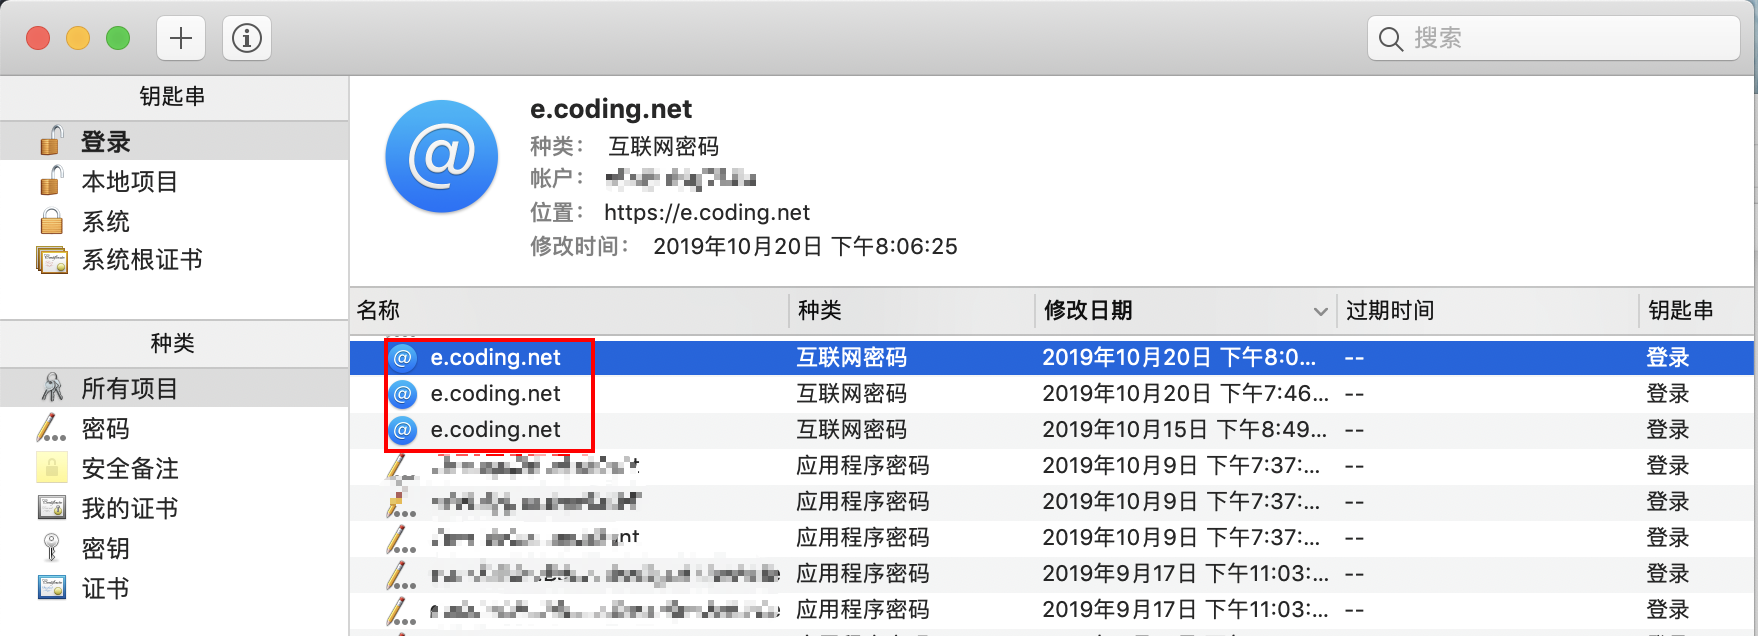 搜索
钥匙串
登录
本地项目
系统
系统根证书
种类
所有项目
密码
安全备注
我的证书
密钥
证书
e.coding.net
种类： 互联网密码
帐户：
位置： https://e.coding.net
修改时间： 2019年10月20日 下午8:06:25
名称 种类 修改日期 过期时间 钥匙串
e.coding.net 互联网密码 2019年10月20日 下午8:0... -- 登录
e.coding.net 互联网密码 2019年10月20日 下午7:46... -- 登录
e.coding.net 互联网密码 2019年10月15日 下午8:49... -- 登录
应用程序密码 2019年10月9日 下午7:37:... -- 登录
应用程序密码 2019年10月9日 下午7:37:... -- 登录
应用程序密码 2019年10月9日 下午7:37:... -- 登录
应用程序密码 2019年9月17日 下午11:03:... -- 登录
应用程序密码 2019年9月17日 下午11:03:... -- 登录